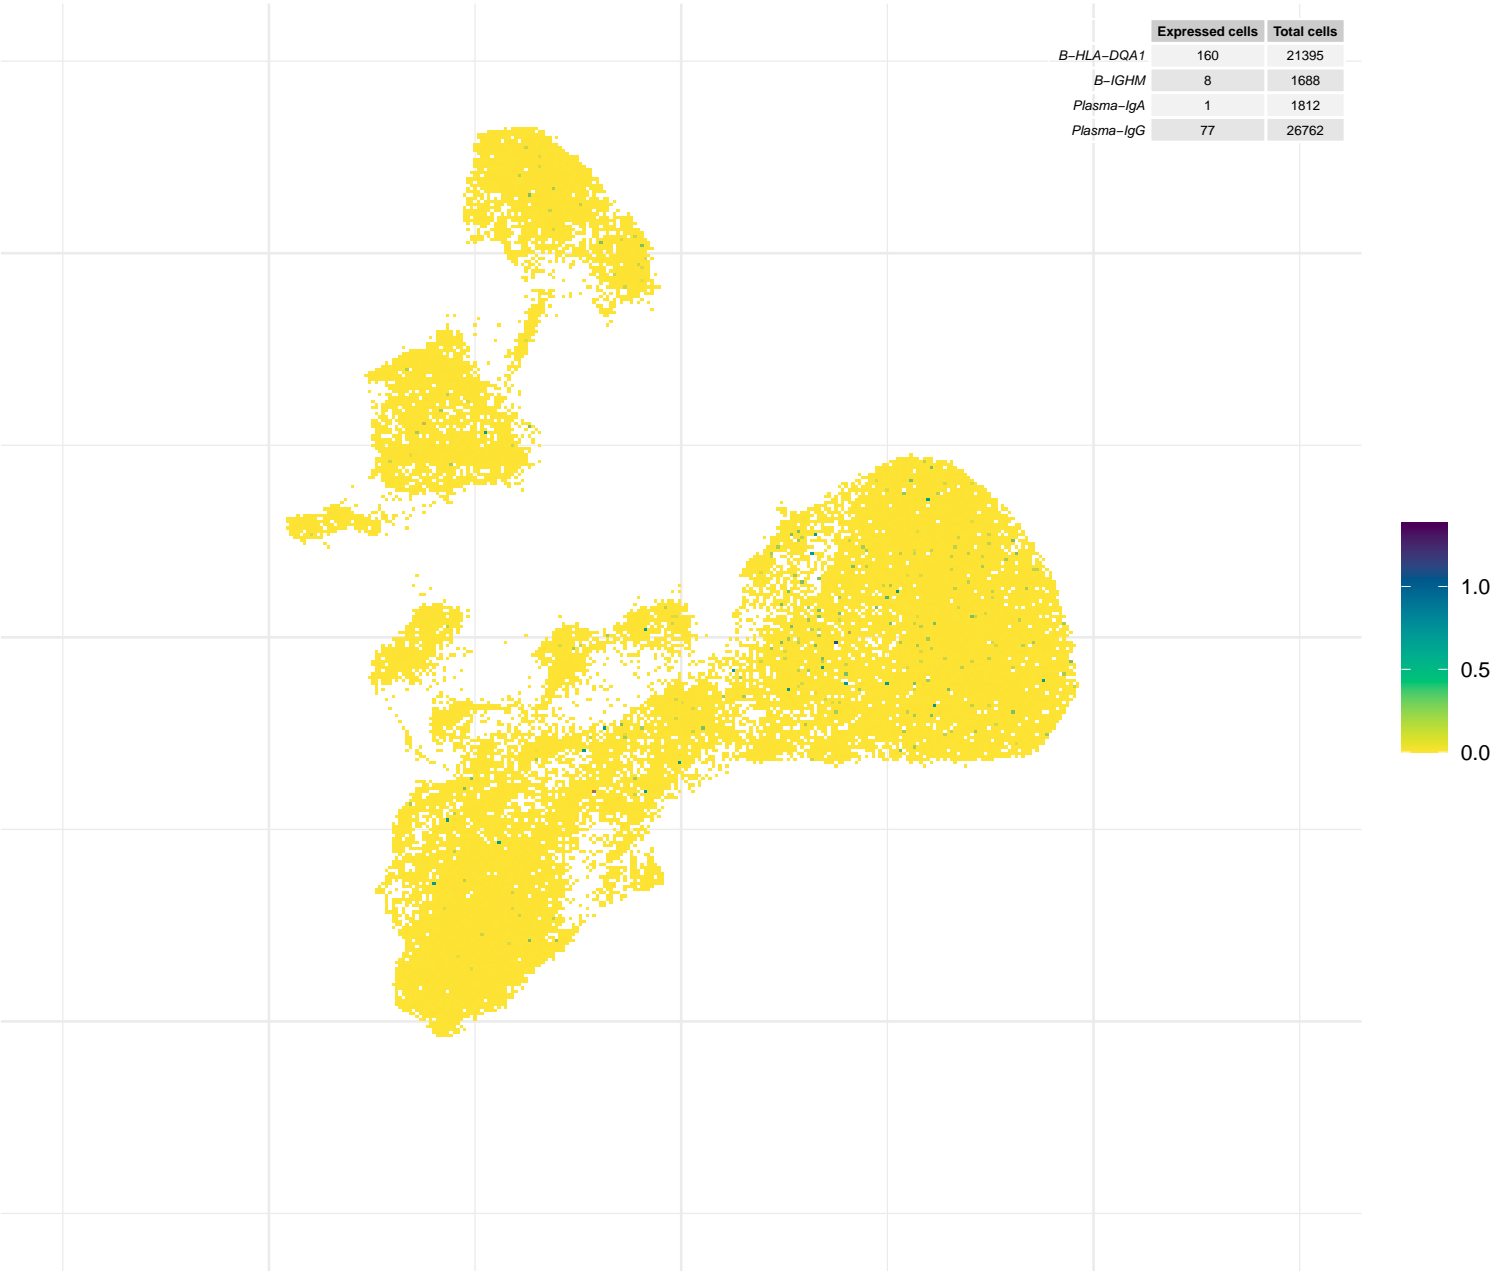 Expressed cells Total cells
B−HLA−DQA1 160 21395
B−IGHM 8 1688
Plasma−IgA 1 1812
Plasma−IgG 77 26762
1.0
0.5
0.0